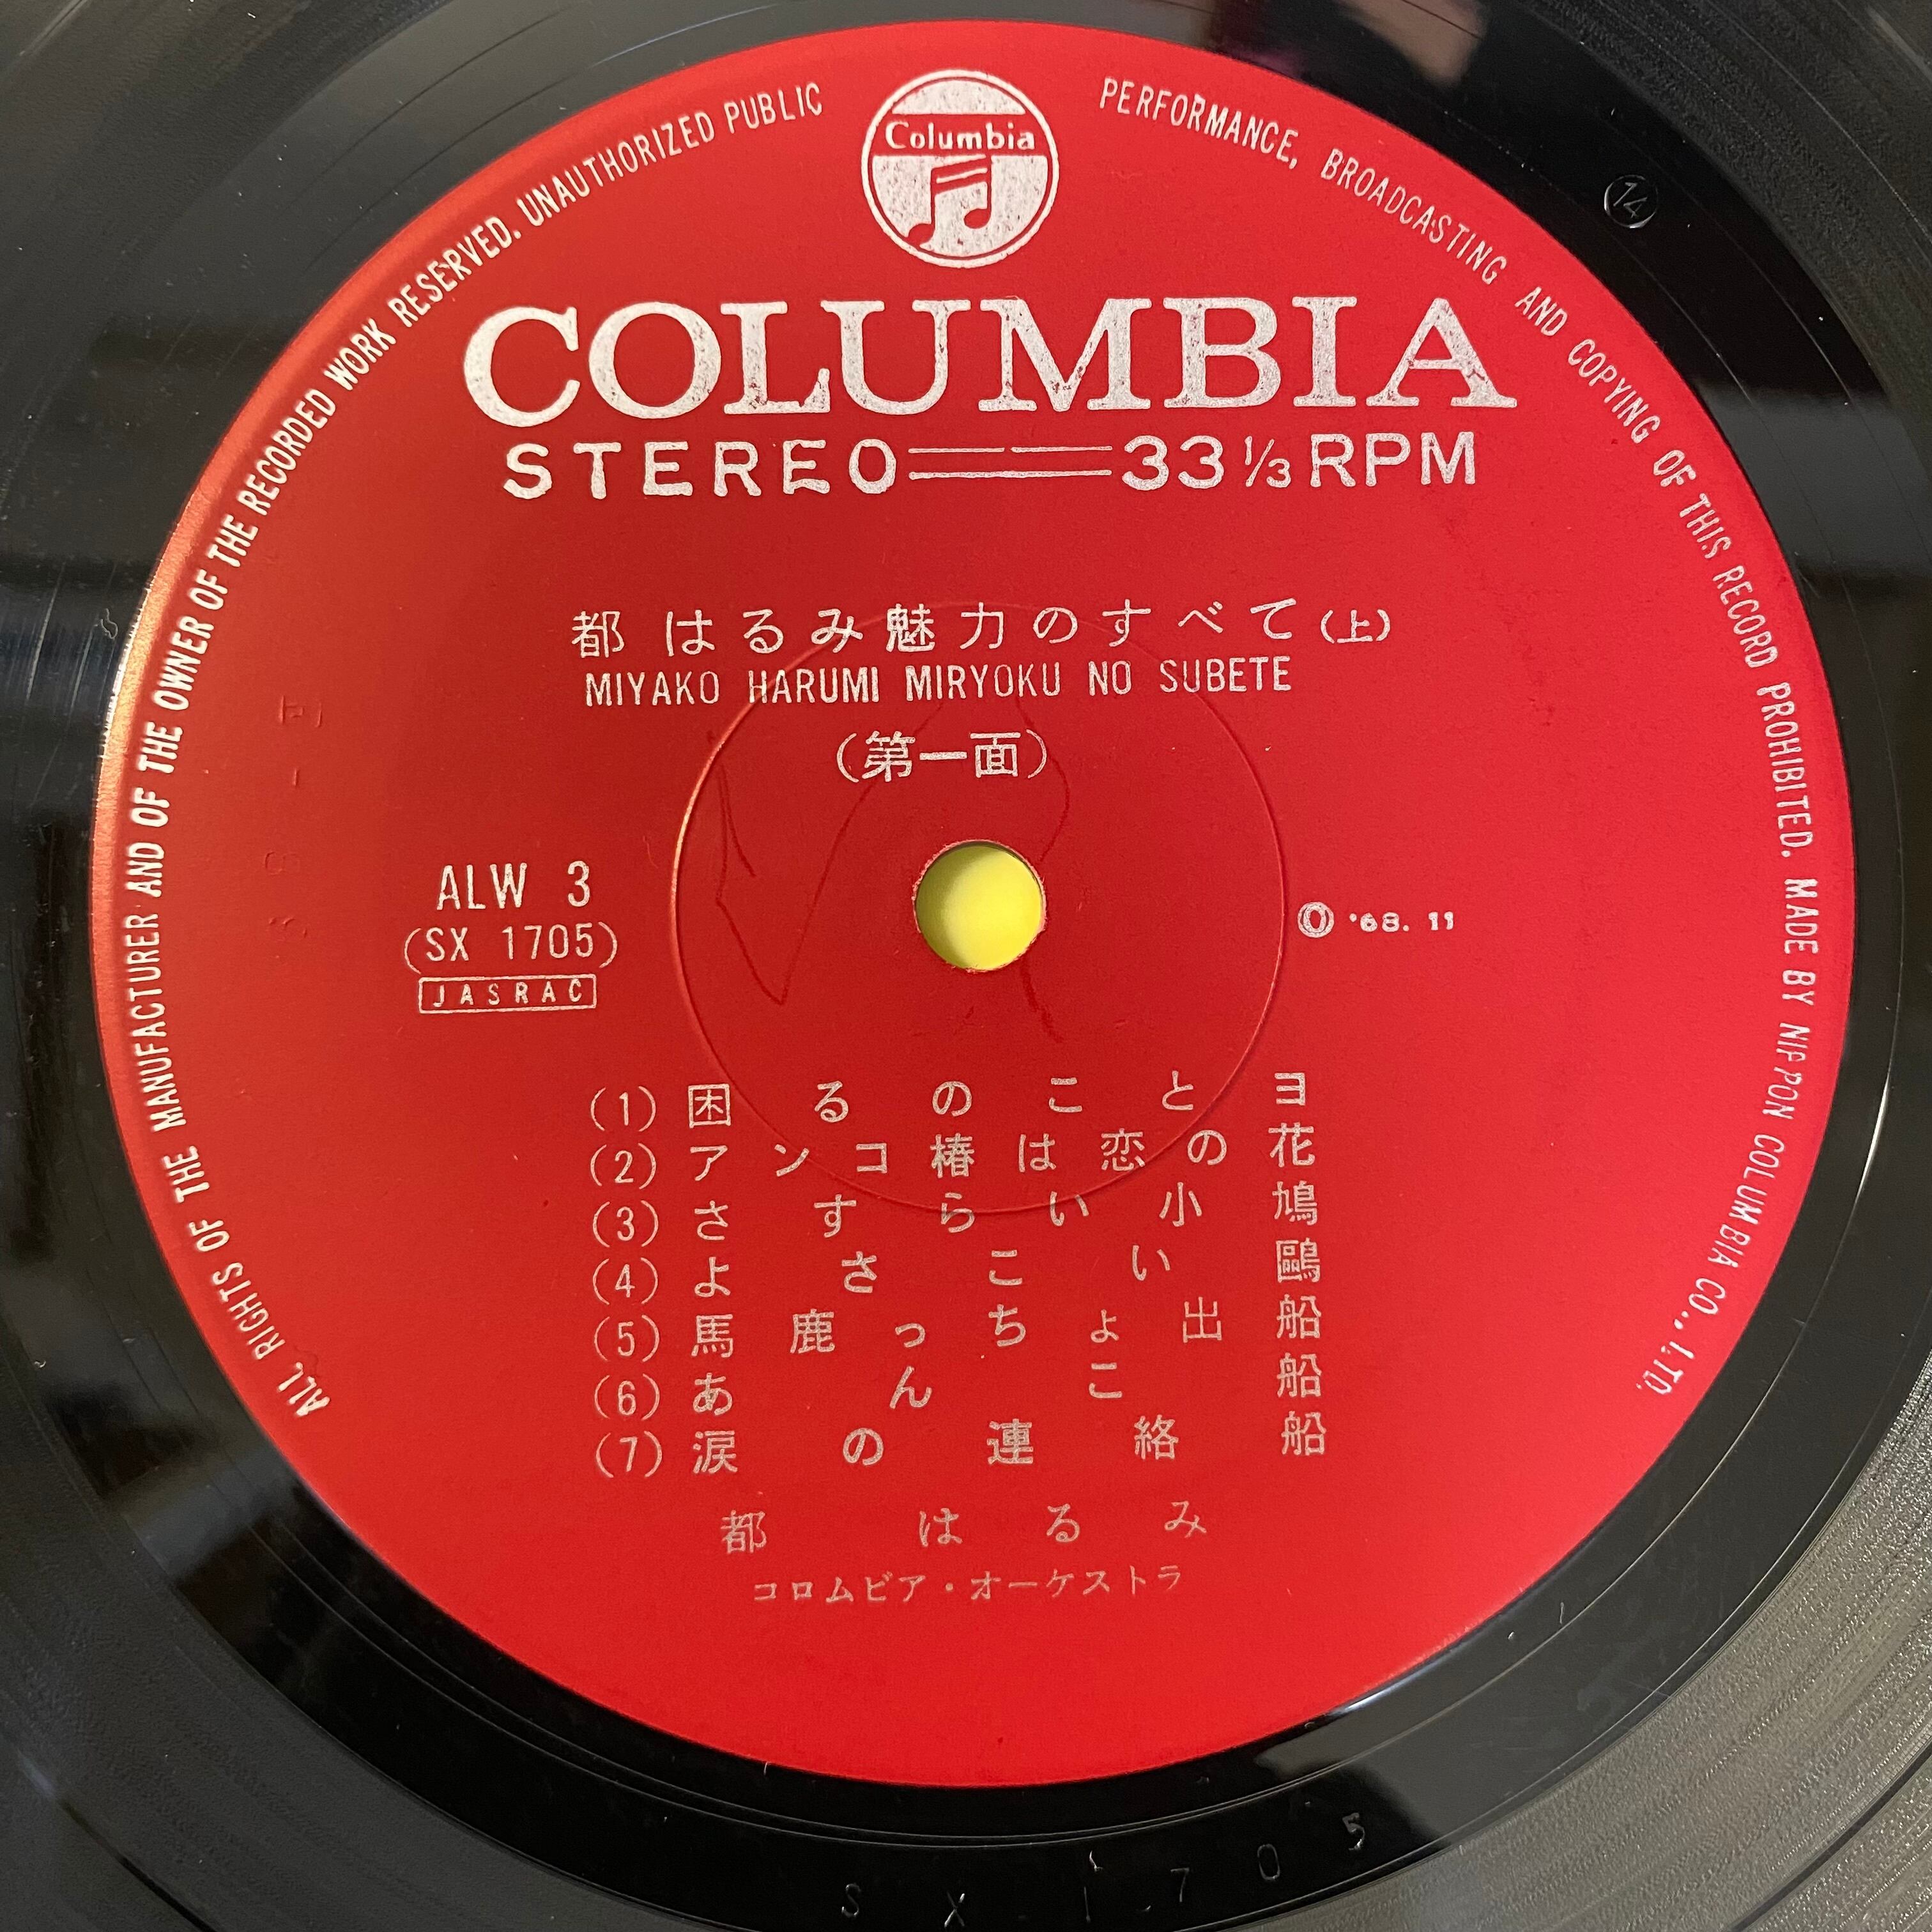 ALL RIGHTS OF THE MANUFACTURER AND OF THE OWNER OF THE RECORDED WORK RESERVED. UNAUTHORIZED PUBLIC PERFORMANCE, BROADCASTING AND COPYING OF THIS RECORD PROHIBITED. MADE BY NIPPON COLUMBIA CO., LTD.
Columbia
14
COLUMBIA
STEREO 33 1/3 RPM
都 はるみ魅力のすべて(上)
MIYAKO HARUMI MIRYOKU NO SUBETE
(第一面)
ALW 3
(SX 1705)
JASRAC
Ⓟ '68. 11
(1) 困るのことヨ
(2) アンコ椿は恋の花
(3) さすらい小鳩
(4) よさこい鷗
(5) 馬鹿っちょ出船
(6) あんこ船
(7) 涙の連絡船
都 はるみ
コロムビア・オーケストラ
SX 1705